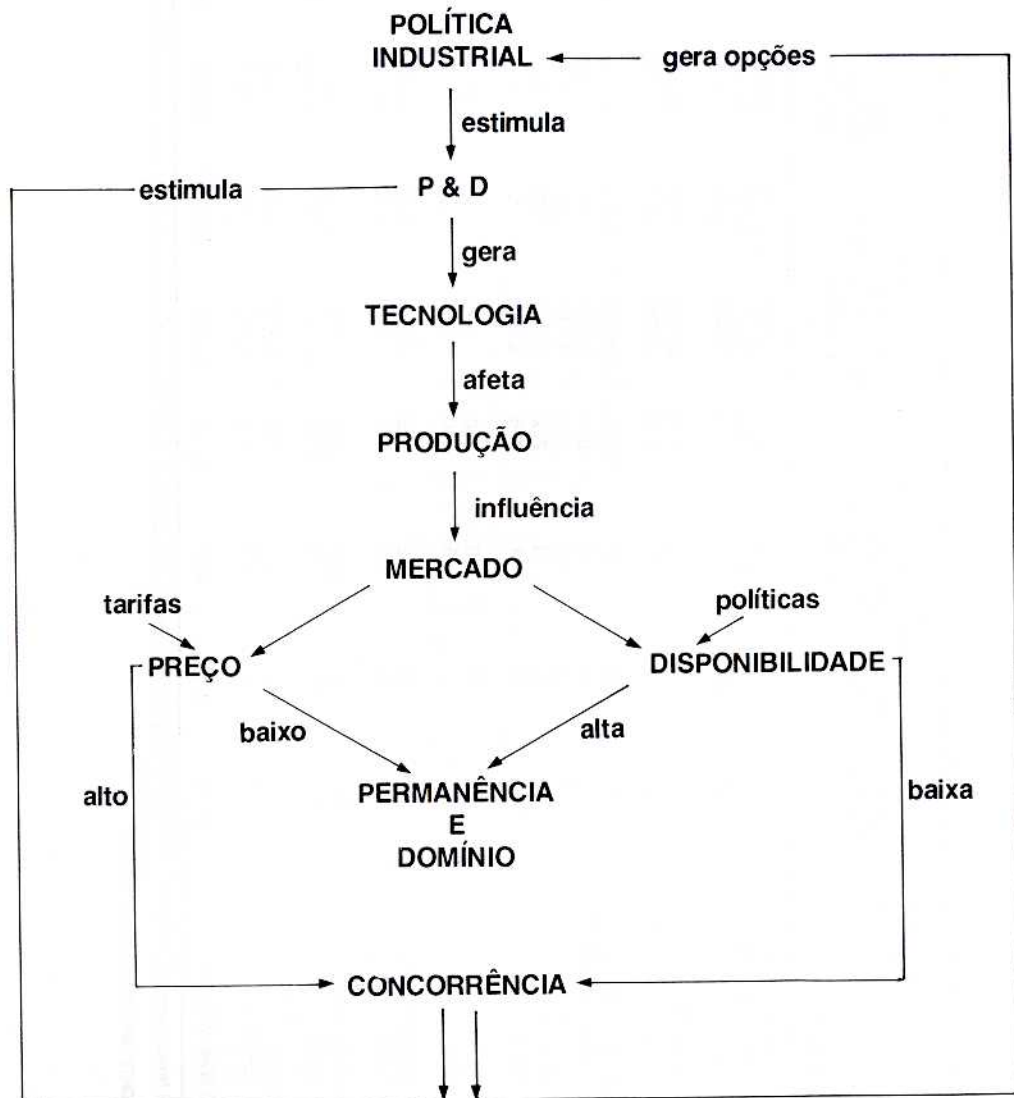 POLÍTICA
INDUSTRIAL
gera opções
estimula
estimula
P & D
gera
TECNOLOGIA
afeta
PRODUÇÃO
influência
MERCADO
tarifas
políticas
PREÇO
DISPONIBILIDADE
baixo
alta
alto
PERMANÊNCIA
baixa
E
DOMÍNIO
CONCORRÊNCIA